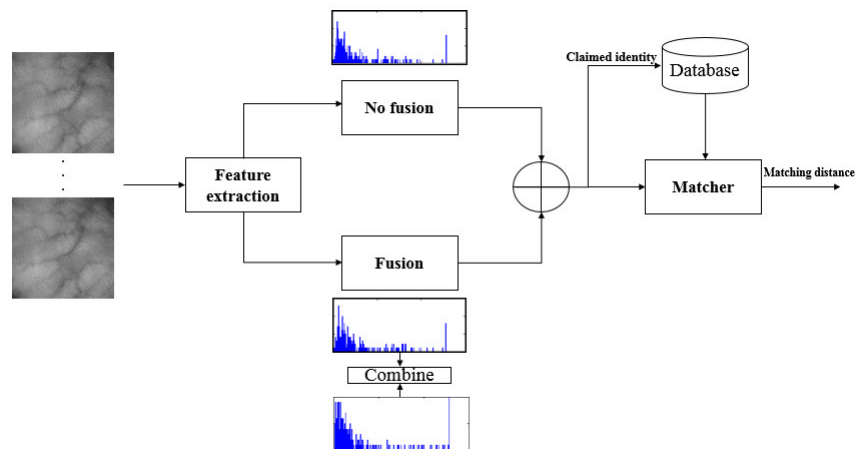 Claimed identity
Database
No fusion
Feature
extraction
Matcher
Matching distance
Fusion
Combine